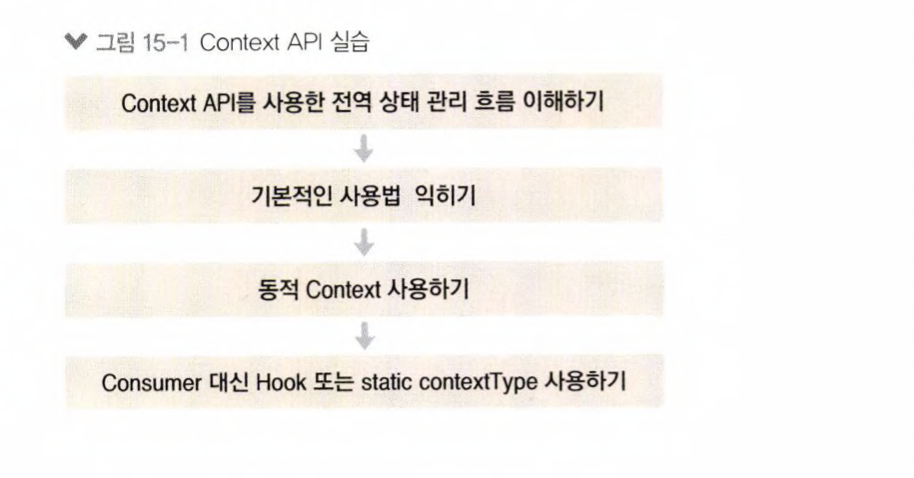 그림 15-1 Context API 실습
Context API를 사용한 전역 상태 관리 흐름 이해하기
기본적인 사용법 익히기
동적 Context 사용하기
Consumer 대신 Hook 또는 static contextType 사용하기